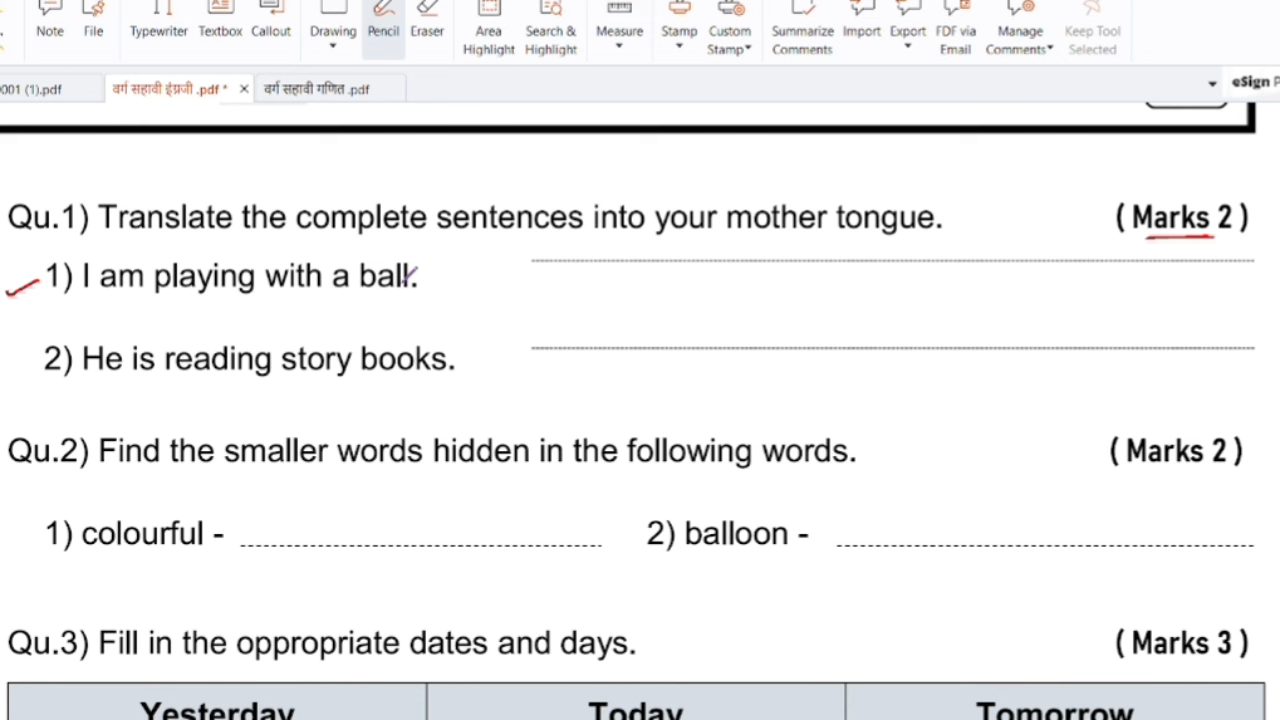 Note File Typewriter Textbox Callout Drawing Pencil Eraser Area Highlight Search & Highlight Measure Stamp Custom Stamp Summarize Comments Import Export FDF via Email Manage Comments Keep Tool Selected
001 (1).pdf वर्ग सहावी इंग्रजी .pdf * × वर्ग सहावी गणित .pdf eSign P
Qu.1) Translate the complete sentences into your mother tongue. ( Marks 2 )
1) I am playing with a ball.
2) He is reading story books.
Qu.2) Find the smaller words hidden in the following words. ( Marks 2 )
1) colourful - 2) balloon -
Qu.3) Fill in the oppropriate dates and days. ( Marks 3 )
Yesterday Today Tomorrow